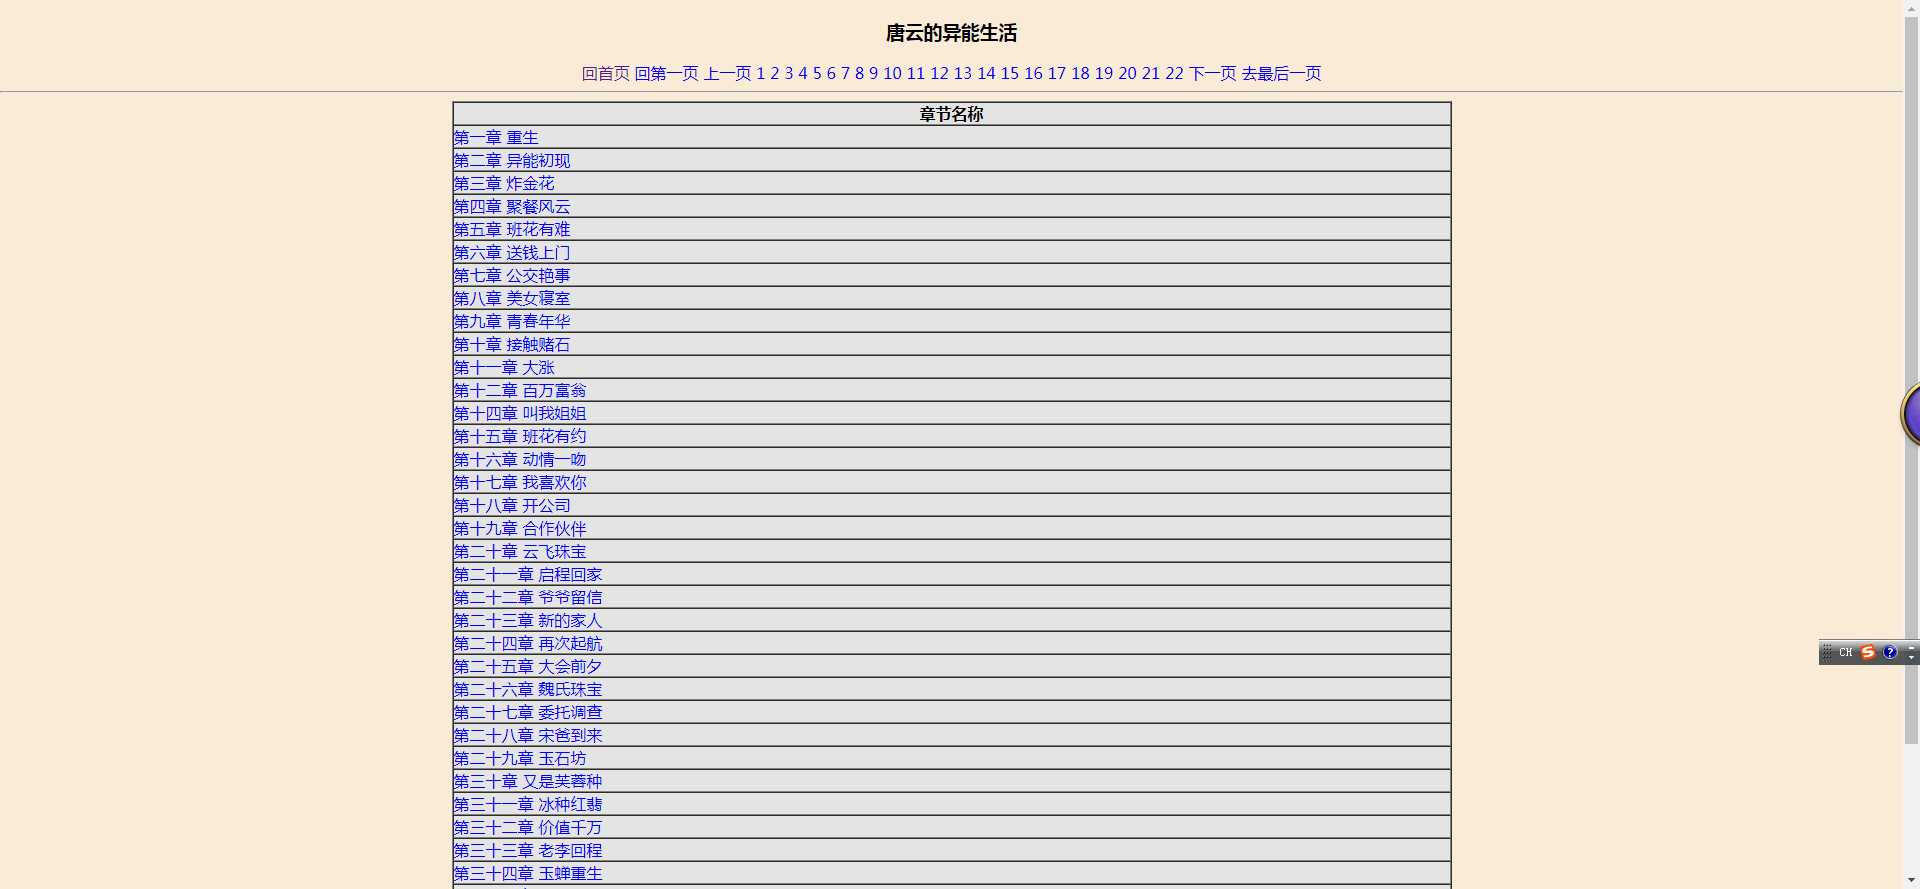 唐云的异能生活
回首页 回第一页 上一页 1 2 3 4 5 6 7 8 9 10 11 12 13 14 15 16 17 18 19 20 21 22 下一页 去最后一页
章节名称
第一章 重生
第二章 异能初现
第三章 炸金花
第四章 聚餐风云
第五章 班花有难
第六章 送钱上门
第七章 公交艳事
第八章 美女寝室
第九章 青春年华
第十章 接触赌石
第十一章 大涨
第十二章 百万富翁
第十四章 叫我姐姐
第十五章 班花有约
第十六章 动情一吻
第十七章 我喜欢你
第十八章 开公司
第十九章 合作伙伴
第二十章 云飞珠宝
第二十一章 启程回家
第二十二章 爷爷留信
第二十三章 新的家人
第二十四章 再次起航
第二十五章 大会前夕
第二十六章 魏氏珠宝
第二十七章 委托调查
第二十八章 宋爸到来
第二十九章 玉石坊
第三十章 又是芙蓉种
第三十一章 冰种红翡
第三十二章 价值千万
第三十三章 老李回程
第三十四章 玉蝉重生
CH